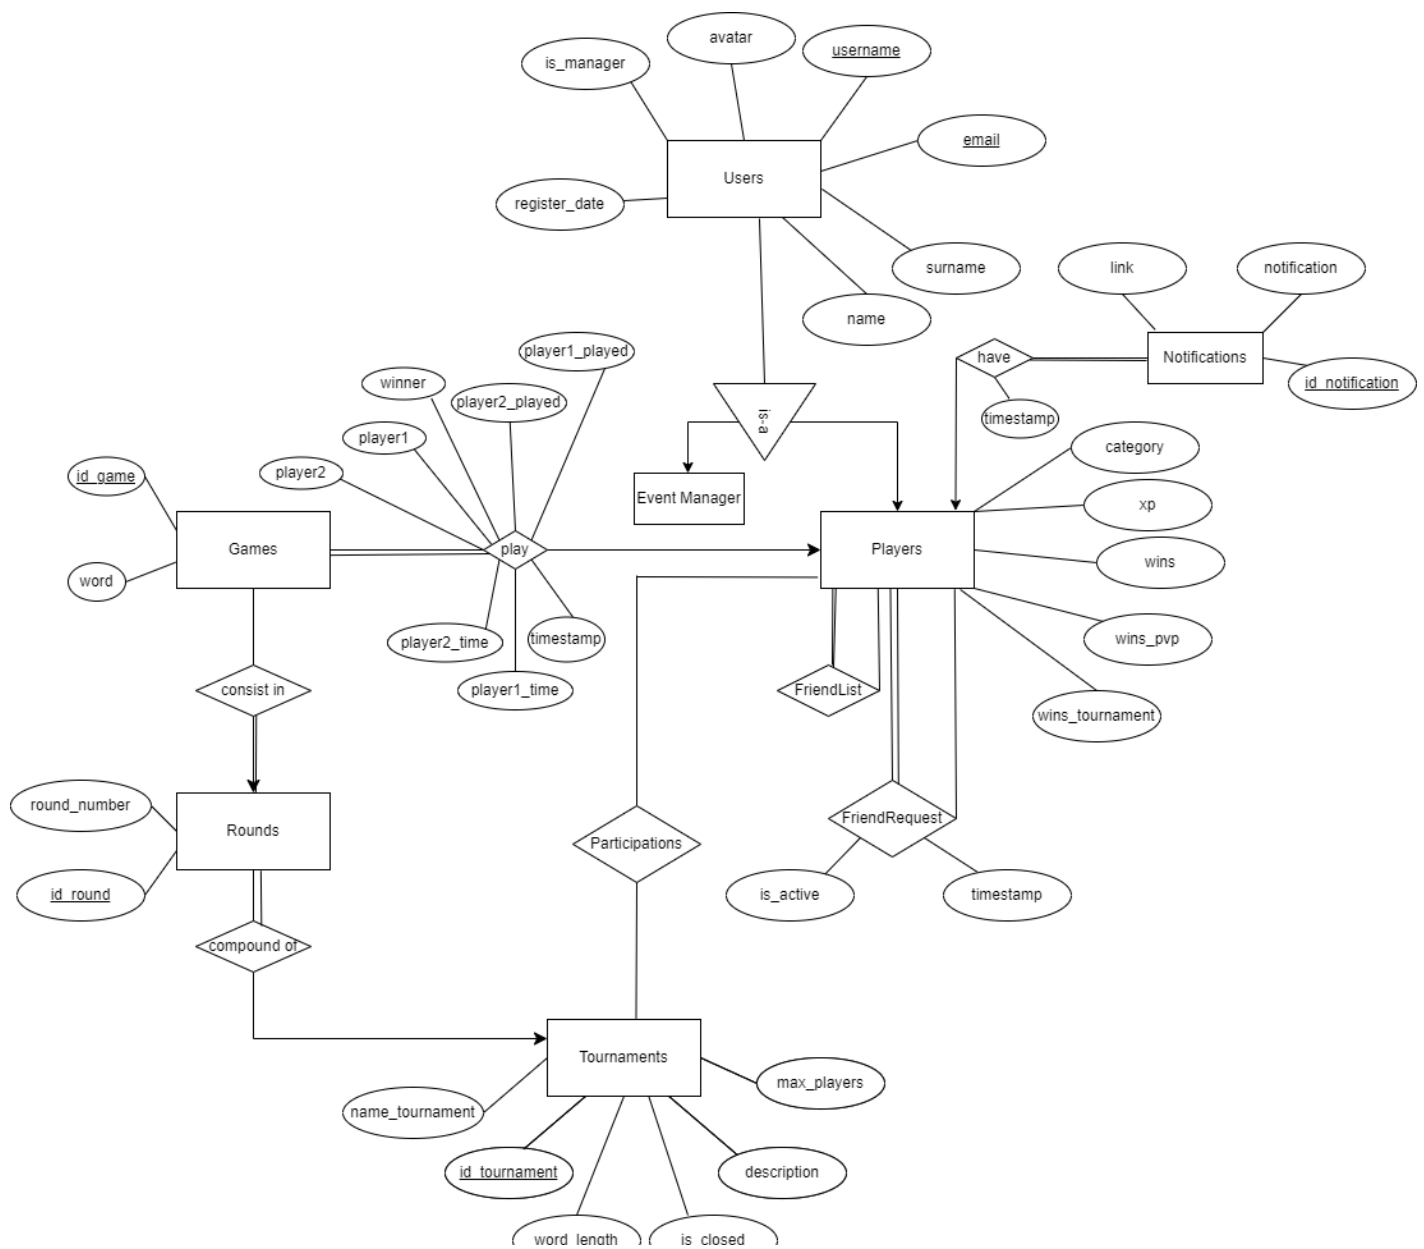 avatar
username
is_manager
email
Users
register_date
surname
link
notification
name
player1_played
have
Notifications
winner
id_notification
player2_played
is-a
timestamp
player1
category
player2
id_game
Event Manager
xp
Games
play
Players
wins
word
player2_time
timestamp
wins_pvp
consist in
player1_time
FriendList
wins_tournament
round_number
FriendRequest
Rounds
Participations
id_round
is_active
timestamp
compound of
Tournaments
max_players
name_tournament
id_tournament
description
word_length
is_closed